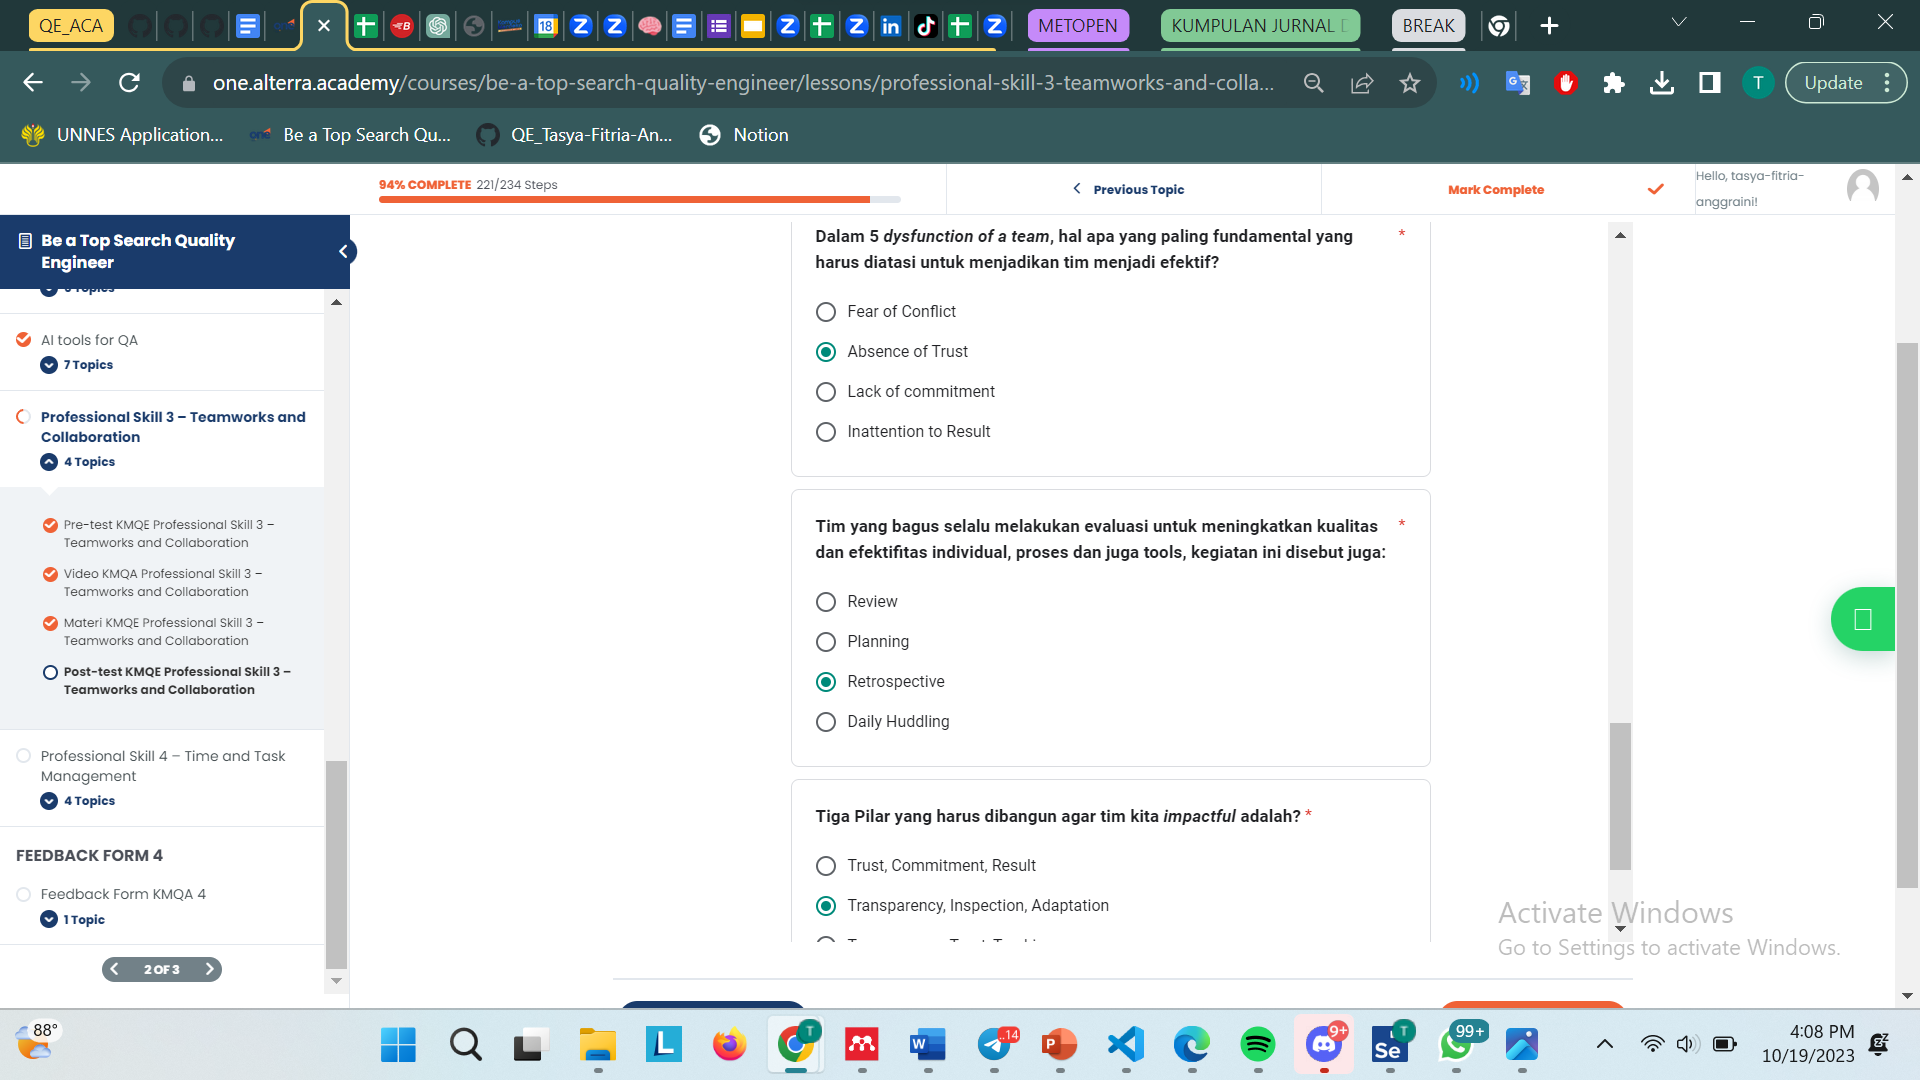 QE_ACA
METOPEN
KUMPULAN JURNAL
BREAK
one.alterra.academy/courses/be-a-top-search-quality-engineer/lessons/professional-skill-3-teamworks-and-colla...
T
Update
UNNES Application...
one
Be a Top Search Qu...
QE_Tasya-Fitria-An...
Notion
94% COMPLETE 221/234 Steps
Previous Topic
Mark Complete
Hello, tasya-fitria-
anggraini!
Be a Top Search Quality
Engineer
AI tools for QA
7 Topics
Professional Skill 3 – Teamworks and
Collaboration
4 Topics
Pre-test KMQE Professional Skill 3 –
Teamworks and Collaboration
Video KMQA Professional Skill 3 –
Teamworks and Collaboration
Materi KMQE Professional Skill 3 –
Teamworks and Collaboration
Post-test KMQE Professional Skill 3 –
Teamworks and Collaboration
Professional Skill 4 – Time and Task
Management
4 Topics
FEEDBACK FORM 4
Feedback Form KMQA 4
1 Topic
2 OF 3
Dalam 5 dysfunction of a team, hal apa yang paling fundamental yang *
harus diatasi untuk menjadikan tim menjadi efektif?
Fear of Conflict
Absence of Trust
Lack of commitment
Inattention to Result
Tim yang bagus selalu melakukan evaluasi untuk meningkatkan kualitas *
dan efektifitas individual, proses dan juga tools, kegiatan ini disebut juga:
Review
Planning
Retrospective
Daily Huddling
Tiga Pilar yang harus dibangun agar tim kita impactful adalah? *
Trust, Commitment, Result
Transparency, Inspection, Adaptation
Activate Windows
Go to Settings to activate Windows.
88°
14
9+
99+
4:08 PM
10/19/2023